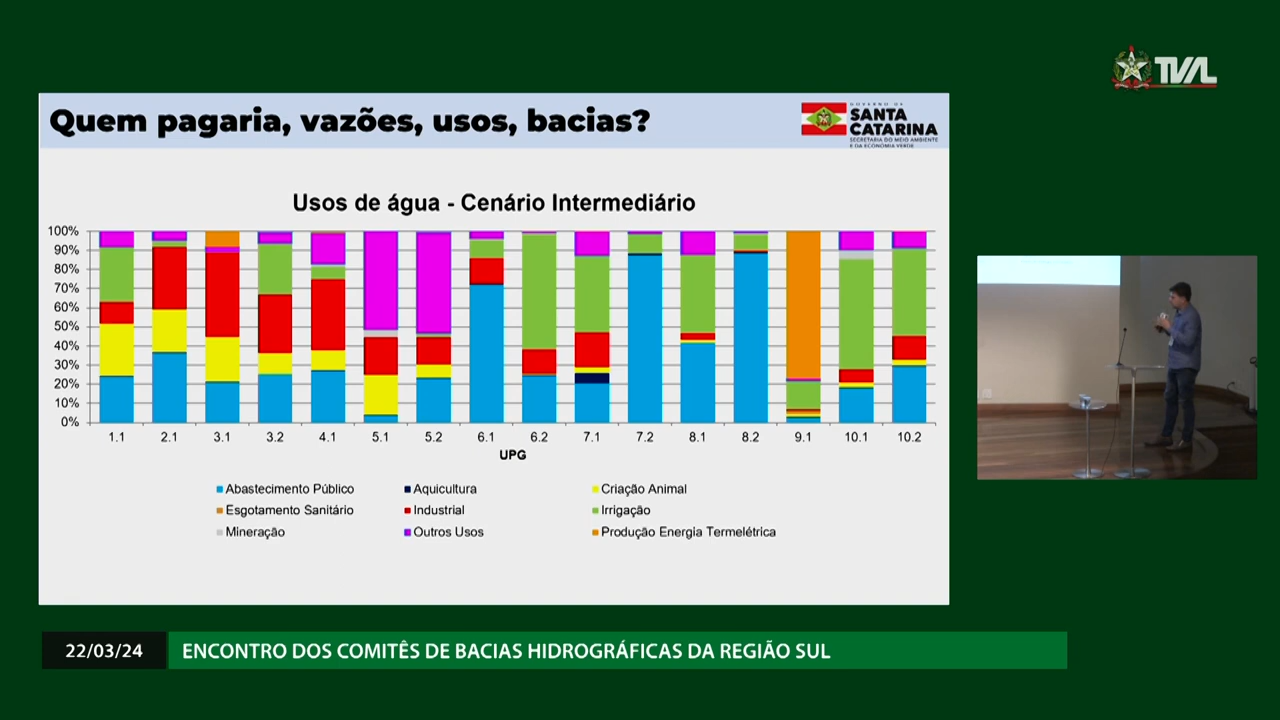 TVAL
Quem pagaria, vazões, usos, bacias?
GOVERNO DE
SANTA
CATARINA
SECRETARIA DO MEIO AMBIENTE
E DA ECONOMIA VERDE
Usos de água - Cenário Intermediário
100%
90%
80%
70%
60%
50%
40%
30%
20%
10%
0%
1.1 2.1 3.1 3.2 4.1 5.1 5.2 6.1 6.2 7.1 7.2 8.1 8.2 9.1 10.1 10.2
UPG
Abastecimento Público Aquicultura Criação Animal
Esgotamento Sanitário Industrial Irrigação
Mineração Outros Usos Produção Energia Termelétrica
22/03/24 ENCONTRO DOS COMITÊS DE BACIAS HIDROGRÁFICAS DA REGIÃO SUL